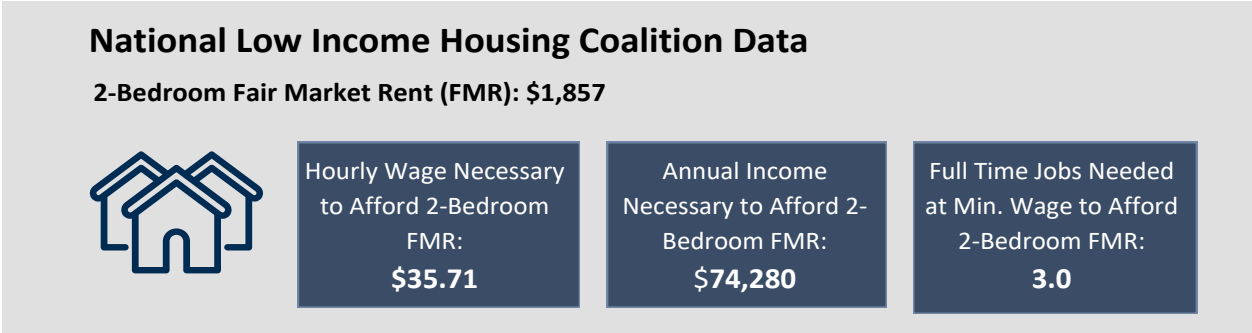 National Low Income Housing Coalition Data
2-Bedroom Fair Market Rent (FMR): $1,857
Hourly Wage Necessary
to Afford 2-Bedroom
FMR:
$35.71
Annual Income
Necessary to Afford 2-
Bedroom FMR:
$74,280
Full Time Jobs Needed
at Min. Wage to Afford
2-Bedroom FMR:
3.0